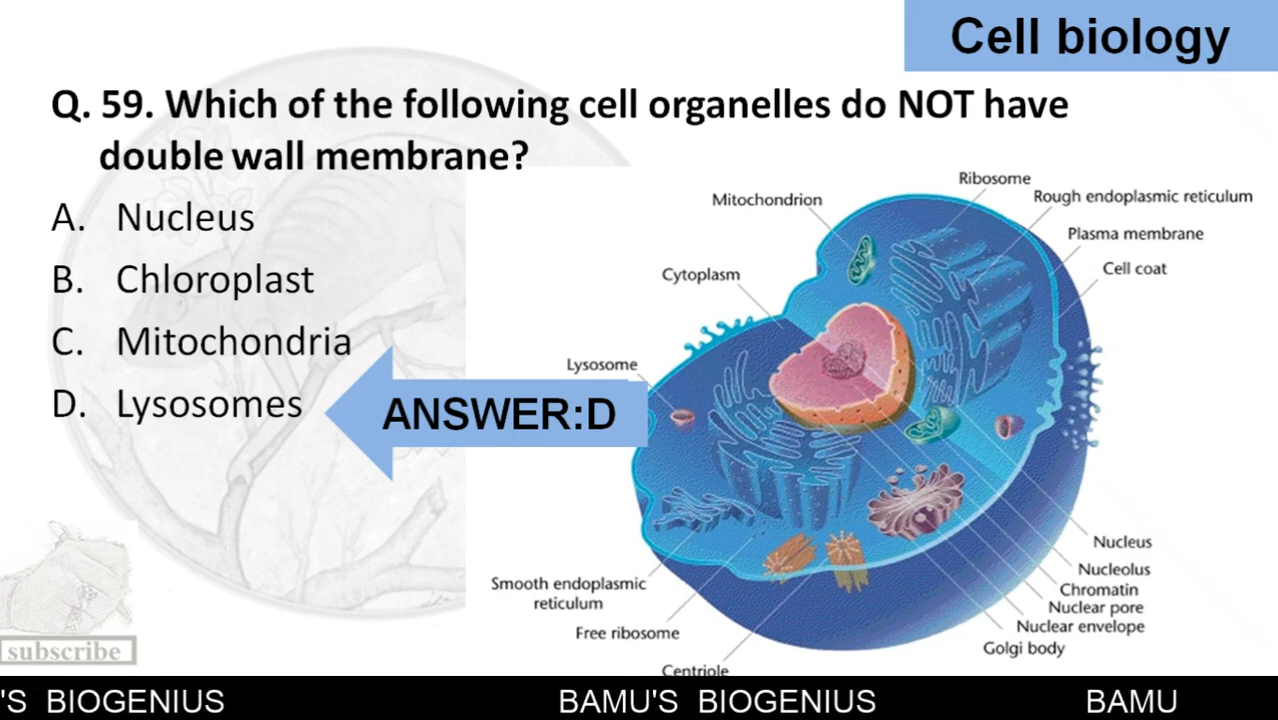 Cell biology
Q. 59. Which of the following cell organelles do NOT have
double wall membrane?
A. Nucleus
B. Chloroplast
C. Mitochondria
D. Lysosomes
ANSWER:D
Ribosome
Mitochondrion
Rough endoplasmic reticulum
Plasma membrane
Cytoplasm
Cell coat
Lysosome
Nucleus
Nucleolus
Smooth endoplasmic
reticulum
Chromatin
Nuclear pore
Free ribosome
Nuclear envelope
Golgi body
Centriole
subscribe
'S BIOGENIUS
BAMU'S BIOGENIUS
BAMU